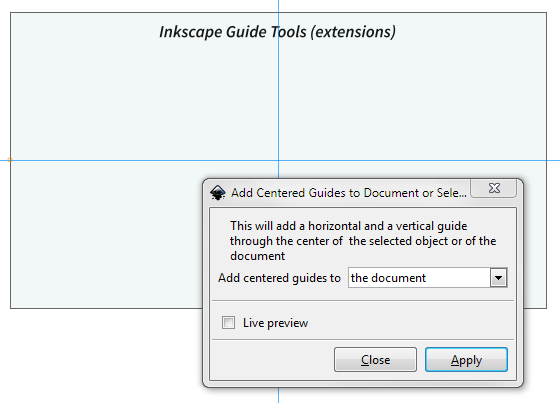 Inkscape Guide Tools (extensions)
Add Centered Guides to Document or Sele...
This will add a horizontal and a vertical guide
through the center of the selected object or of the
document
Add centered guides to the document
Live preview
Close Apply